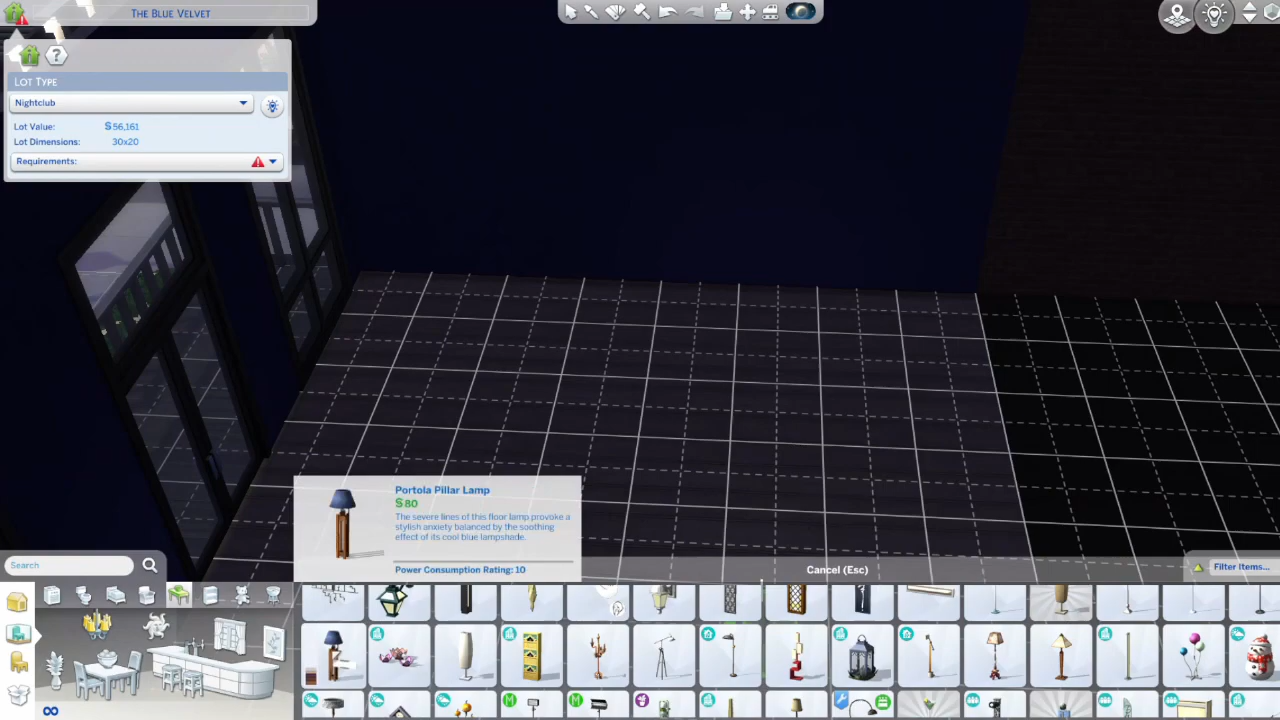 THE BLUE VELVET
?
LOT TYPE
Nightclub
Lot Value: §56,161
Lot Dimensions: 30x20
Requirements:
Portola Pillar Lamp
§80
The severe lines of this floor lamp provoke a
stylish anxiety balanced by the soothing
effect of its cool blue lampshade.
Power Consumption Rating: 10
Search
Cancel (Esc)
Filter Items...
M
M
∞